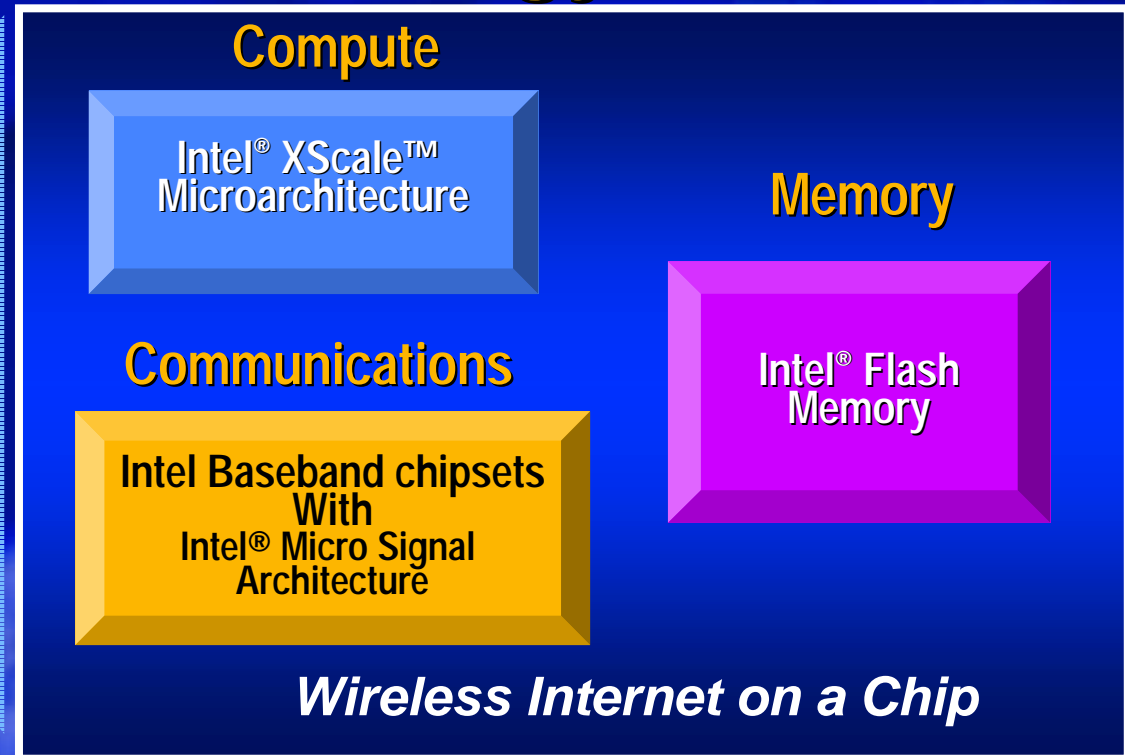 Compute
Intel® XScale™
Microarchitecture
Memory
Intel® Flash
Memory
Communications
Intel Baseband chipsets
With
Intel® Micro Signal
Architecture
Wireless Internet on a Chip